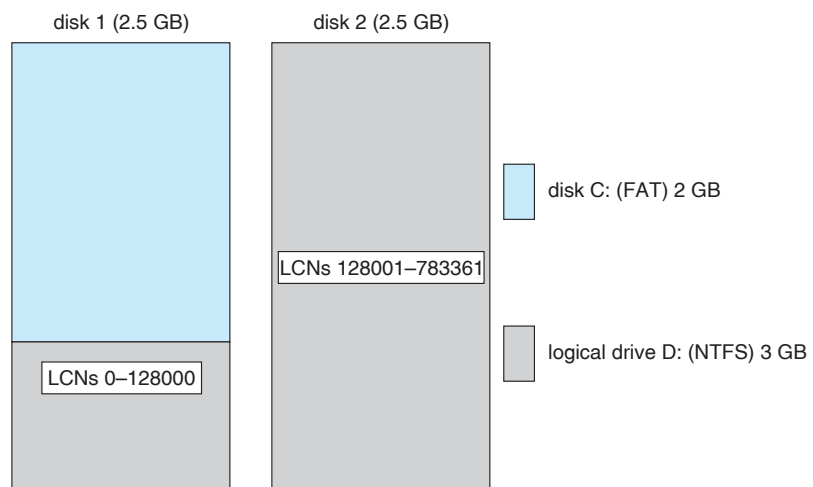 disk 1 (2.5 GB)
disk 2 (2.5 GB)
disk C: (FAT) 2 GB
LCNs 128001–783361
logical drive D: (NTFS) 3 GB
LCNs 0–128000